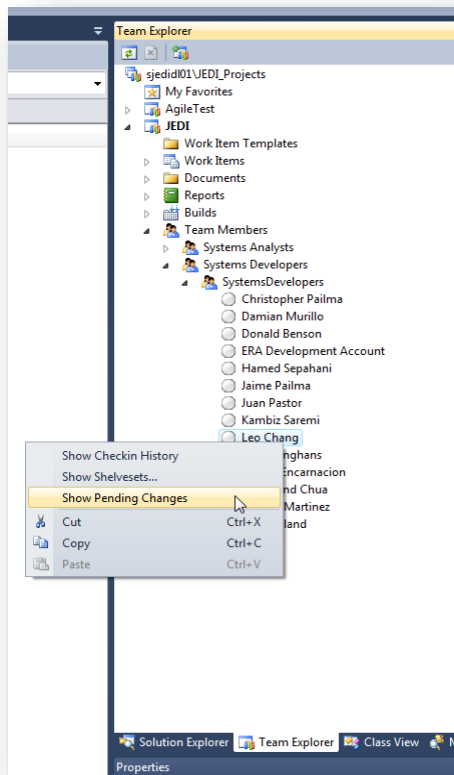 Team Explorer
sjedidl01\JEDI_Projects
My Favorites
AgileTest
JEDI
Work Item Templates
Work Items
Documents
Reports
Builds
Team Members
Systems Analysts
Systems Developers
SystemsDevelopers
Christopher Pailma
Damian Murillo
Donald Benson
ERA Development Account
Hamed Sepahani
Jaime Pailma
Juan Pastor
Kambiz Saremi
Leo Chang
nghans
Encarnacion
nd Chua
Martinez
land
Show Checkin History
Show Shelvesets...
Show Pending Changes
Cut Ctrl+X
Copy Ctrl+C
Paste Ctrl+V
Solution Explorer Team Explorer Class View
Properties